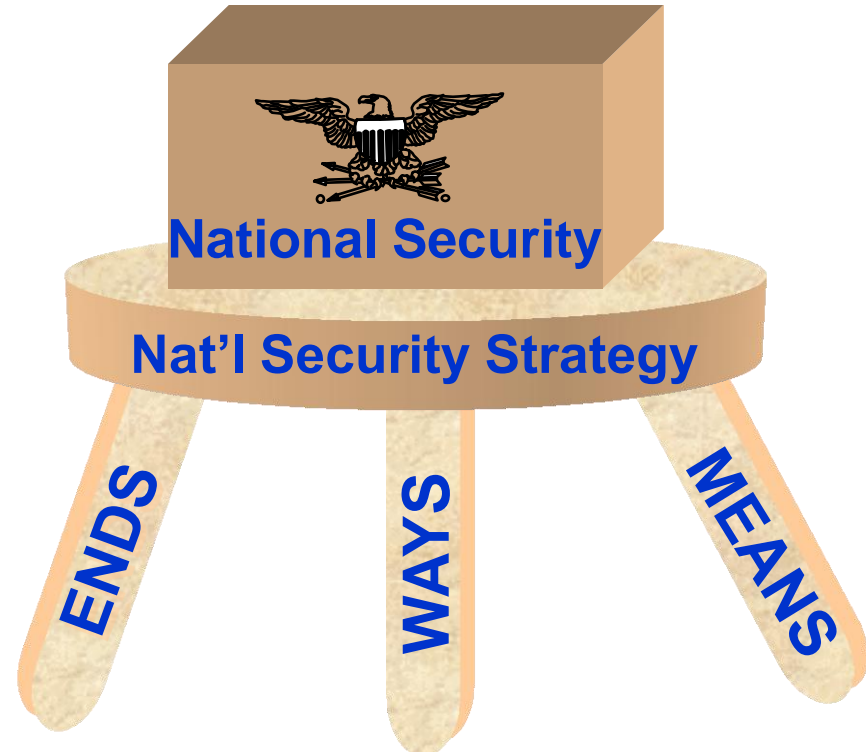 National Security
Nat’l Security Strategy
ENDS
WAYS
MEANS